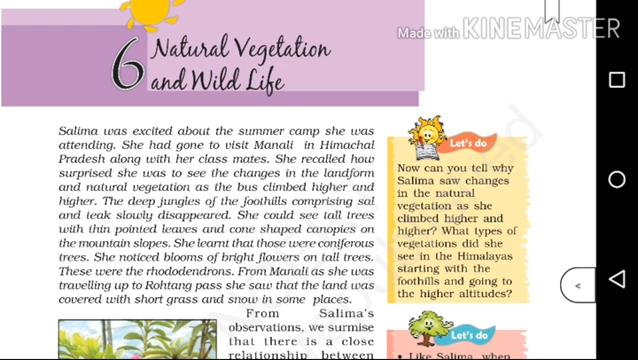 Made with KINEMASTER
6
Natural Vegetation
and Wild Life
Salima was excited about the summer camp she was
attending. She had gone to visit Manali in Himachal
Pradesh along with her class mates. She recalled how
surprised she was to see the changes in the landform
and natural vegetation as the bus climbed higher and
higher. The deep jungles of the foothills comprising sal
and teak slowly disappeared. She could see tall trees
with thin pointed leaves and cone shaped canopies on
the mountain slopes. She learnt that those were coniferous
trees. She noticed blooms of bright flowers on tall trees.
These were the rhododendrons. From Manali as she was
travelling up to Rohtang pass she saw that the land was
covered with short grass and snow in some places.
From Salima's
observations, we surmise
that there is a close
relationship between
Let's do
Now can you tell why
Salima saw changes
in the natural
vegetation as she
climbed higher and
higher? What types of
vegetations did she
see in the Himalayas
starting with the
foothills and going to
the higher altitudes?
Let's do
• Like Salima, when